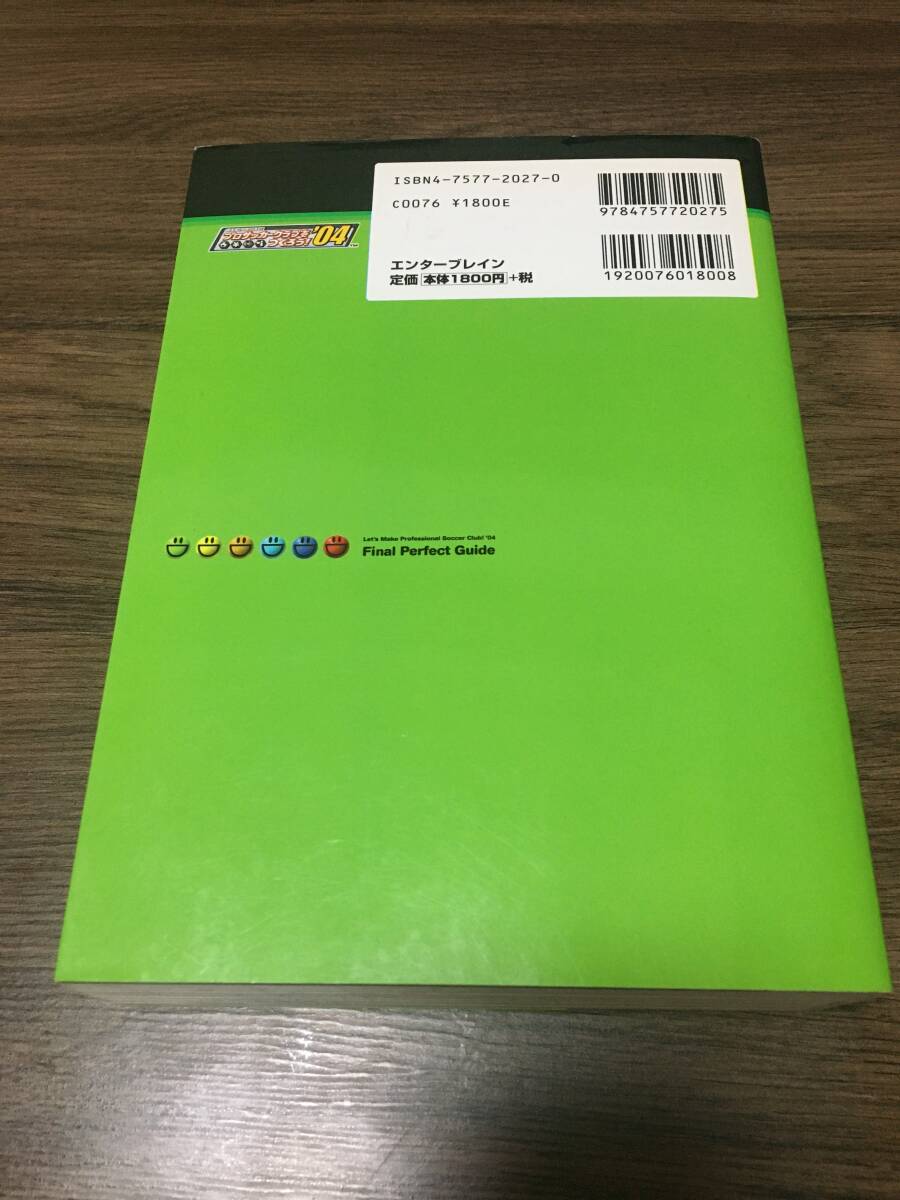 ISBN4-7577-2027-0
C0076 ¥1800E
9784757720275
1920076018008
エンターブレイン
定価 本体1800円+税
プロサッカークラブを
つくろう! '04
Let's Make Professional Soccer Club! '04
Final Perfect Guide